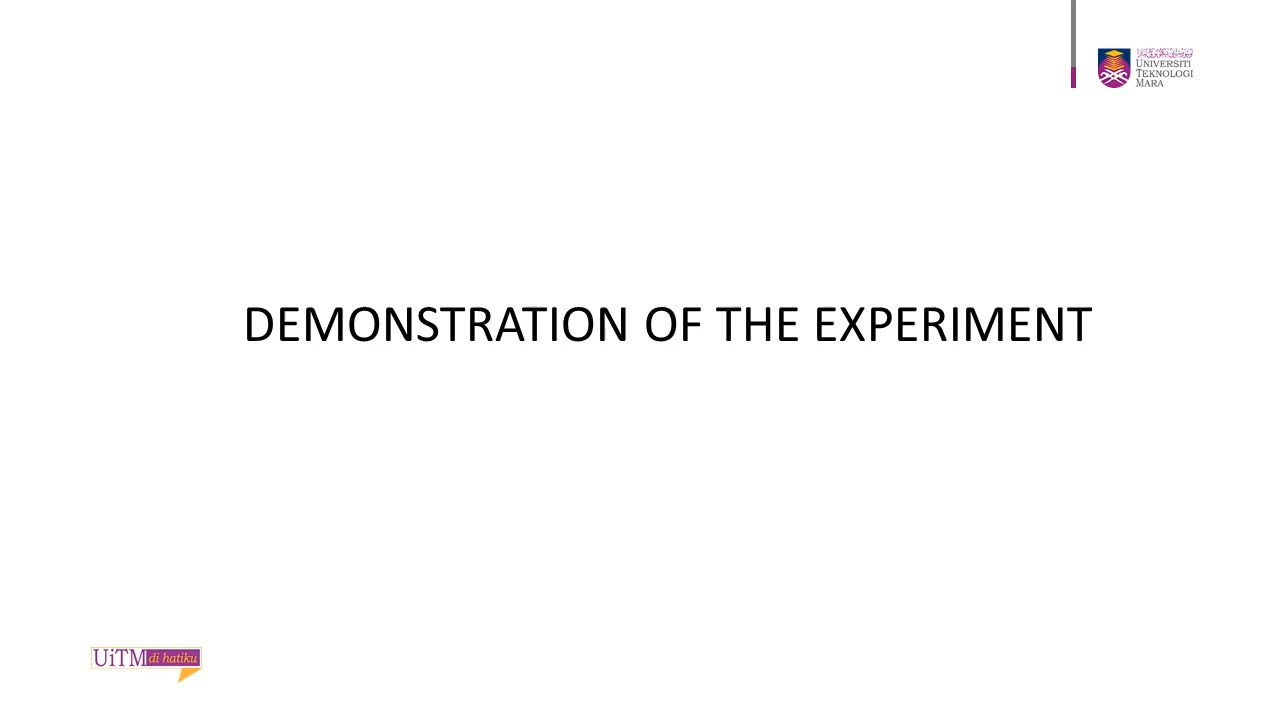 UNIVERSITI
TEKNOLOGI
MARA
DEMONSTRATION OF THE EXPERIMENT
UiTM di hatiku